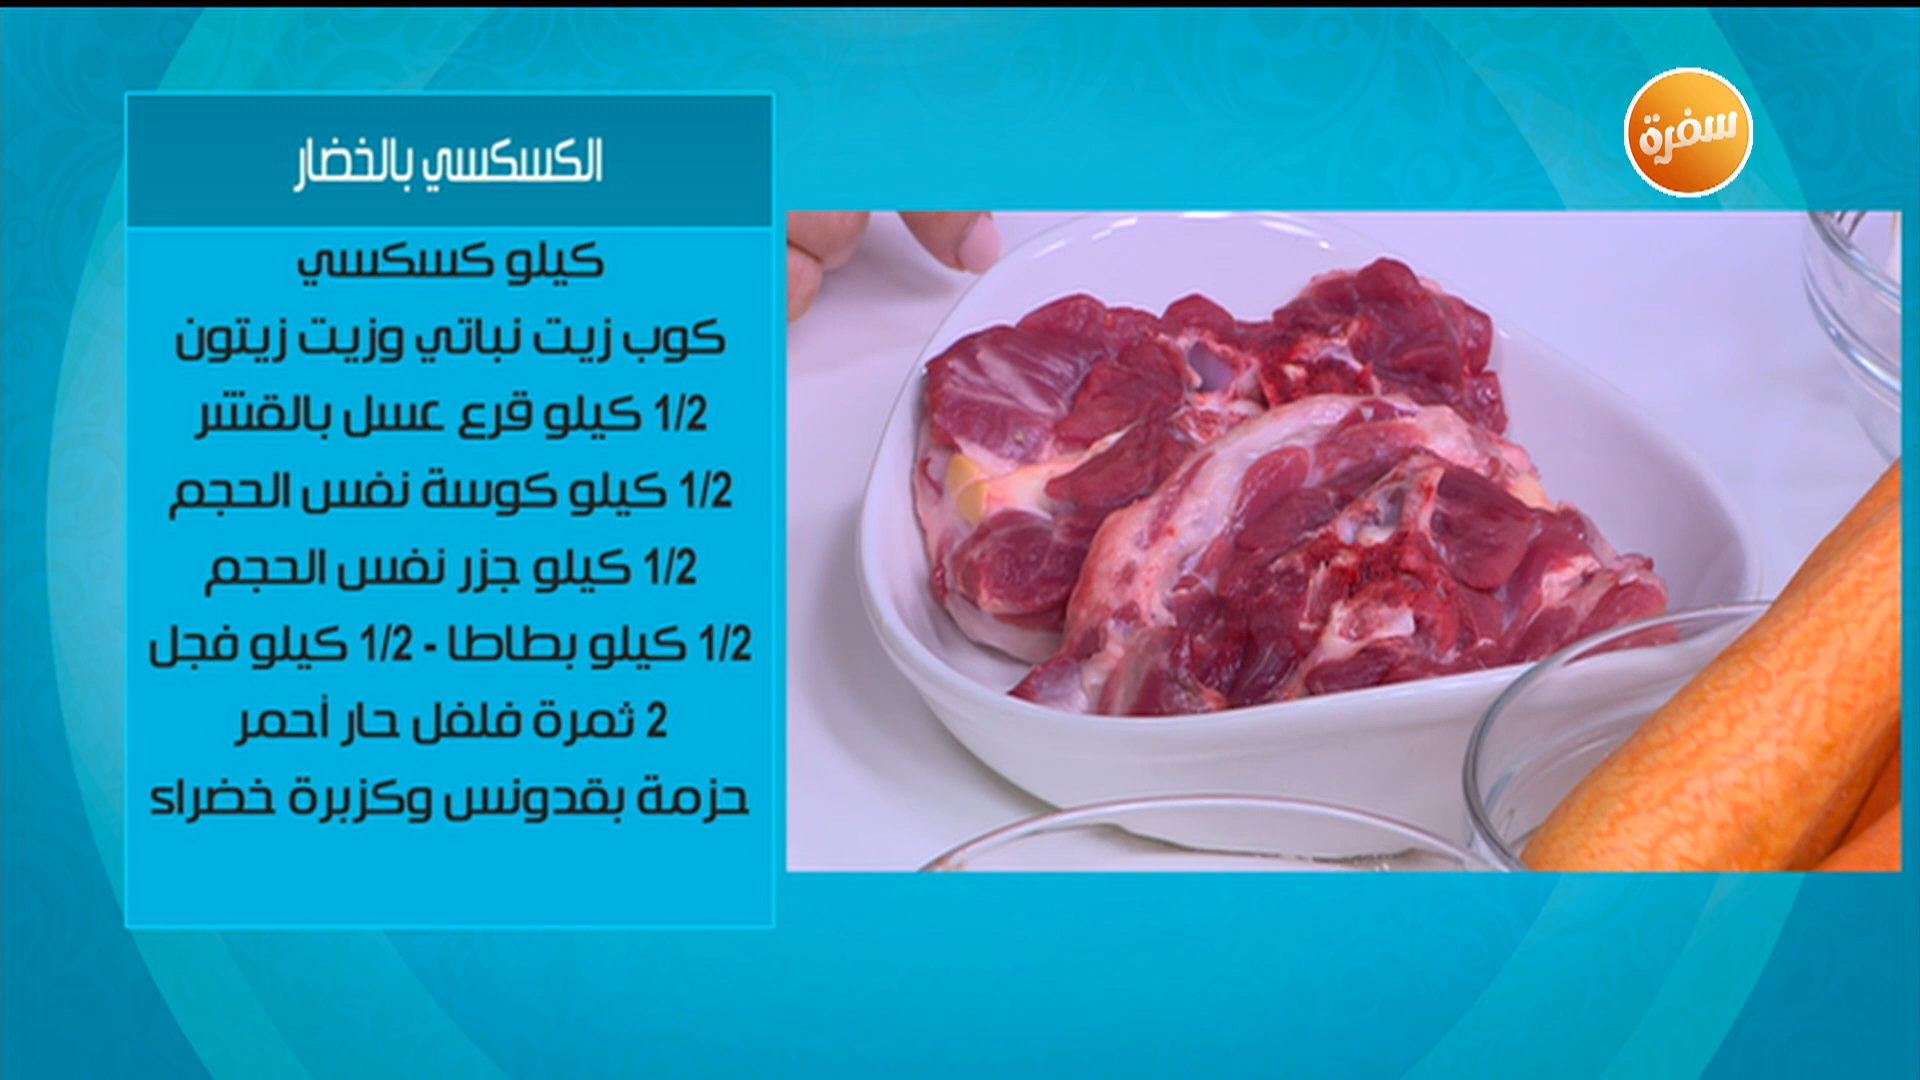 سفرة
الكسكسي بالخضار
كيلو كسكسي
كوب زيت نباتي وزيت زيتون
1/2 كيلو قرع عسل بالقشر
1/2 كيلو كوسة نفس الحجم
1/2 كيلو جزر نفس الحجم
1/2 كيلو بطاطا - 1/2 كيلو فجل
2 ثمرة فلفل حار أحمر
حزمة بقدونس وكزبرة خضراء